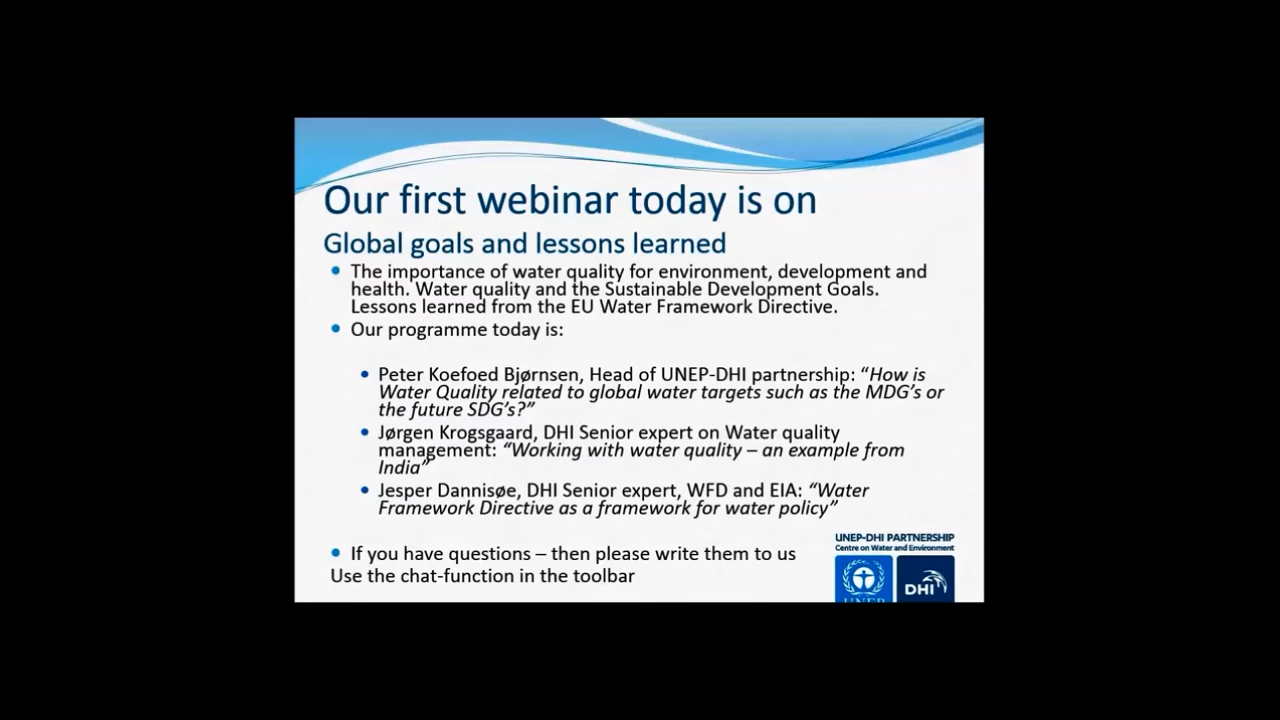 Our first webinar today is on
Global goals and lessons learned
• The importance of water quality for environment, development and
health. Water quality and the Sustainable Development Goals.
Lessons learned from the EU Water Framework Directive.
• Our programme today is:
• Peter Koefoed Bjørnsen, Head of UNEP-DHI partnership: “How is
Water Quality related to global water targets such as the MDG’s or
the future SDG’s?”
• Jørgen Krogsgaard, DHI Senior expert on Water quality
management: “Working with water quality – an example from
India”
• Jesper Dannisøe, DHI Senior expert, WFD and EIA: “Water
Framework Directive as a framework for water policy”
• If you have questions – then please write them to us
Use the chat-function in the toolbar
UNEP-DHI PARTNERSHIP
Centre on Water and Environment
UNEP
DHI